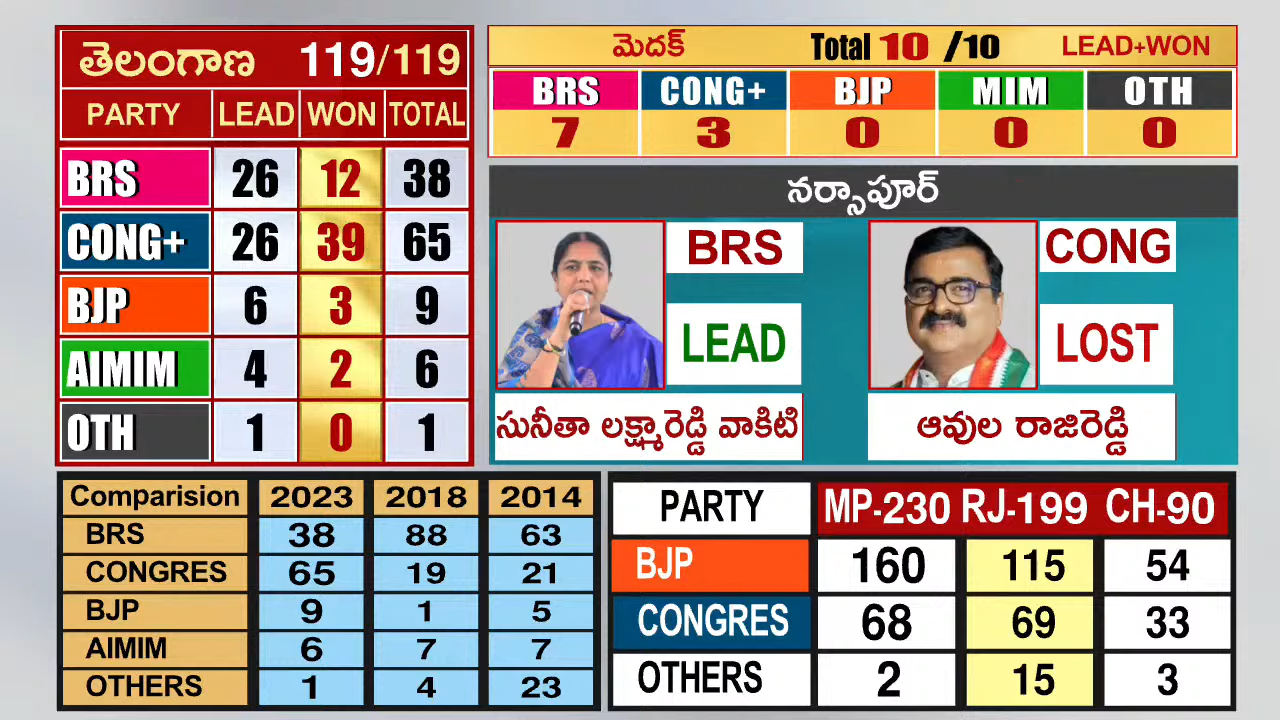 తెలంగాణ 119/119
PARTY LEAD WON TOTAL
BRS 26 12 38
CONG+ 26 39 65
BJP 6 3 9
AIMIM 4 2 6
OTH 1 0 1
మెదక్ Total 10 /10 LEAD+WON
BRS CONG+ BJP MIM OTH
7 3 0 0 0
నర్సాపూర్
BRS CONG
LEAD LOST
సునీతా లక్ష్మారెడ్డి వాకిటి ఆవుల రాజిరెడ్డి
Comparision 2023 2018 2014
BRS 38 88 63
CONGRES 65 19 21
BJP 9 1 5
AIMIM 6 7 7
OTHERS 1 4 23
PARTY MP-230 RJ-199 CH-90
BJP 160 115 54
CONGRES 68 69 33
OTHERS 2 15 3